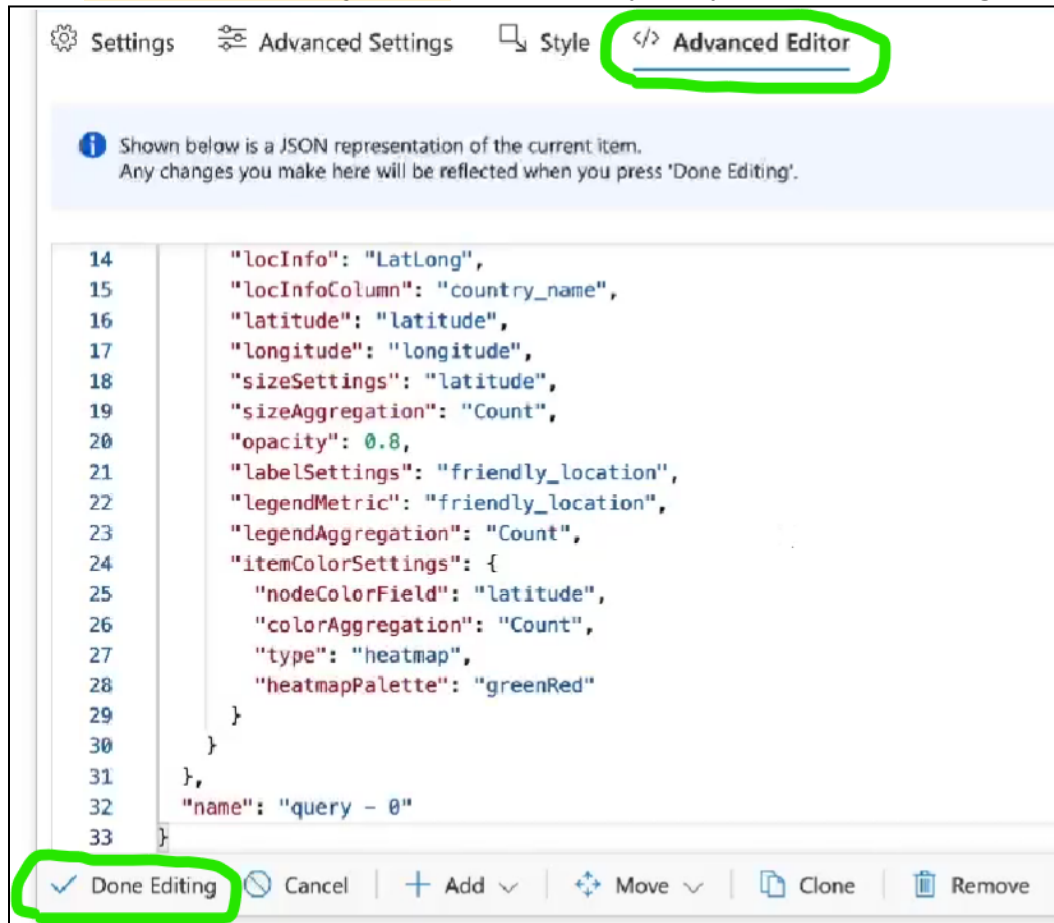 Settings Advanced Settings Style </> Advanced Editor
Shown below is a JSON representation of the current item.
Any changes you make here will be reflected when you press 'Done Editing'.
14 "locInfo": "LatLong",
15 "locInfoColumn": "country_name",
16 "latitude": "latitude",
17 "longitude": "longitude",
18 "sizeSettings": "latitude",
19 "sizeAggregation": "Count",
20 "opacity": 0.8,
21 "labelSettings": "friendly_location",
22 "legendMetric": "friendly_location",
23 "legendAggregation": "Count",
24 "itemColorSettings": {
25 "nodeColorField": "latitude",
26 "colorAggregation": "Count",
27 "type": "heatmap",
28 "heatmapPalette": "greenRed"
29 }
30 }
31 },
32 "name": "query - 0"
33 }
Done Editing Cancel Add Move Clone Remove